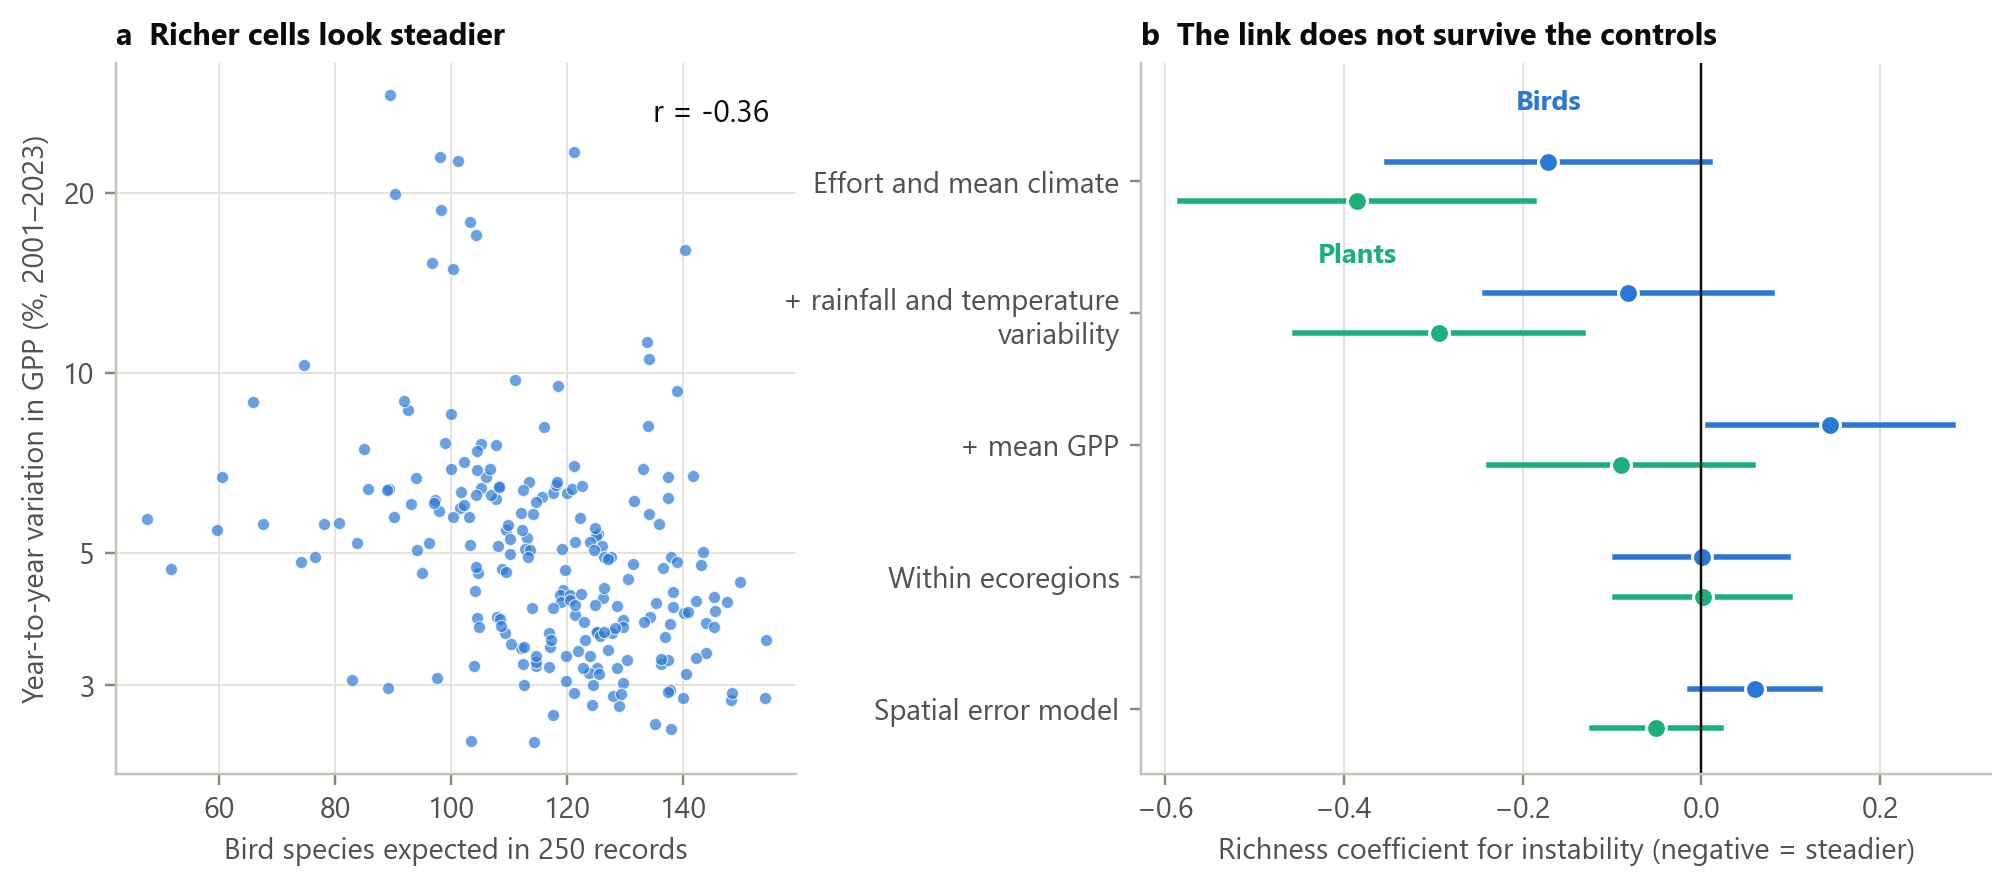 a Richer cells look steadier
r = -0.36
Year-to-year variation in GPP (%, 2001–2023)
20
10
5
3
60 80 100 120 140
Bird species expected in 250 records
b The link does not survive the controls
Birds
Plants
Effort and mean climate
+ rainfall and temperature
variability
+ mean GPP
Within ecoregions
Spatial error model
−0.6 −0.4 −0.2 0.0 0.2
Richness coefficient for instability (negative = steadier)